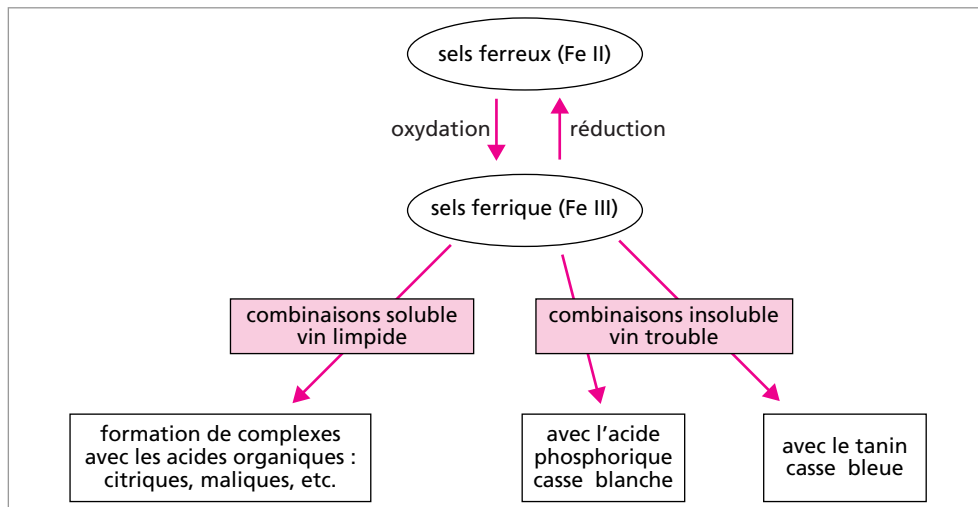 sels ferreux (Fe II)
oxydation
réduction
sels ferrique (Fe III)
combinaisons soluble
vin limpide
combinaisons insoluble
vin trouble
formation de complexes
avec les acides organiques :
citriques, maliques, etc.
avec l'acide
phosphorique
casse blanche
avec le tanin
casse bleue